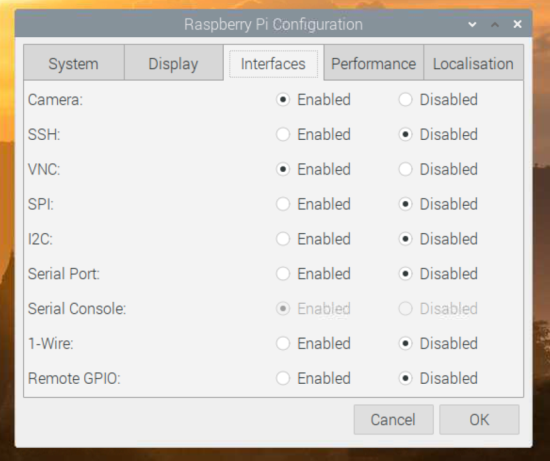 Raspberry Pi Configuration
System Display Interfaces Performance Localisation
Camera: Enabled Disabled
SSH: Enabled Disabled
VNC: Enabled Disabled
SPI: Enabled Disabled
I2C: Enabled Disabled
Serial Port: Enabled Disabled
Serial Console: Enabled Disabled
1-Wire: Enabled Disabled
Remote GPIO: Enabled Disabled
Cancel OK